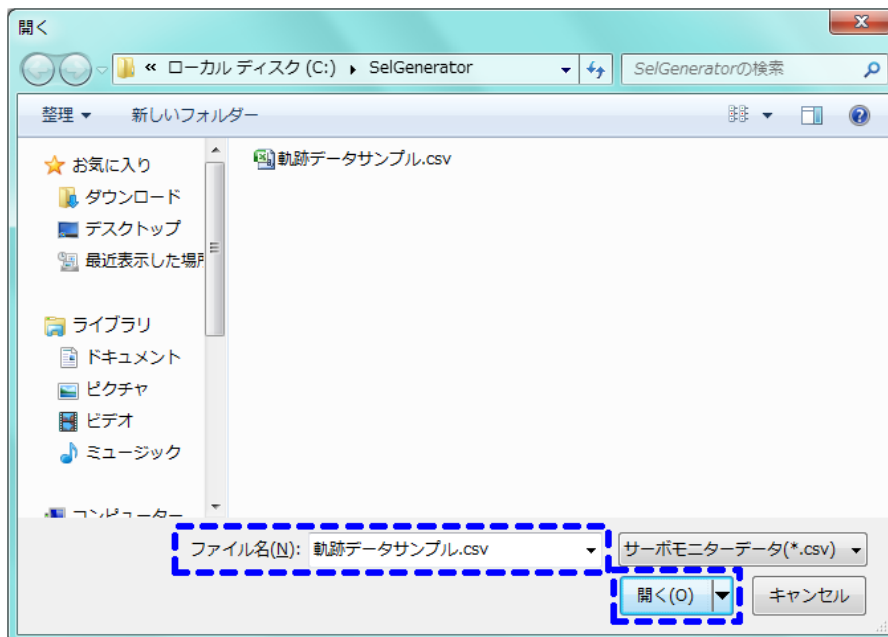 開く
« ローカル ディスク (C:) ▸ SelGenerator
SelGeneratorの検索
整理 ▼ 新しいフォルダー
お気に入り
ダウンロード
デスクトップ
最近表示した場所
ライブラリ
ドキュメント
ピクチャ
ビデオ
ミュージック
コンピューター
軌跡データサンプル.csv
ファイル名(N): 軌跡データサンプル.csv
サーボモニターデータ(*.csv)
開く(O)
キャンセル